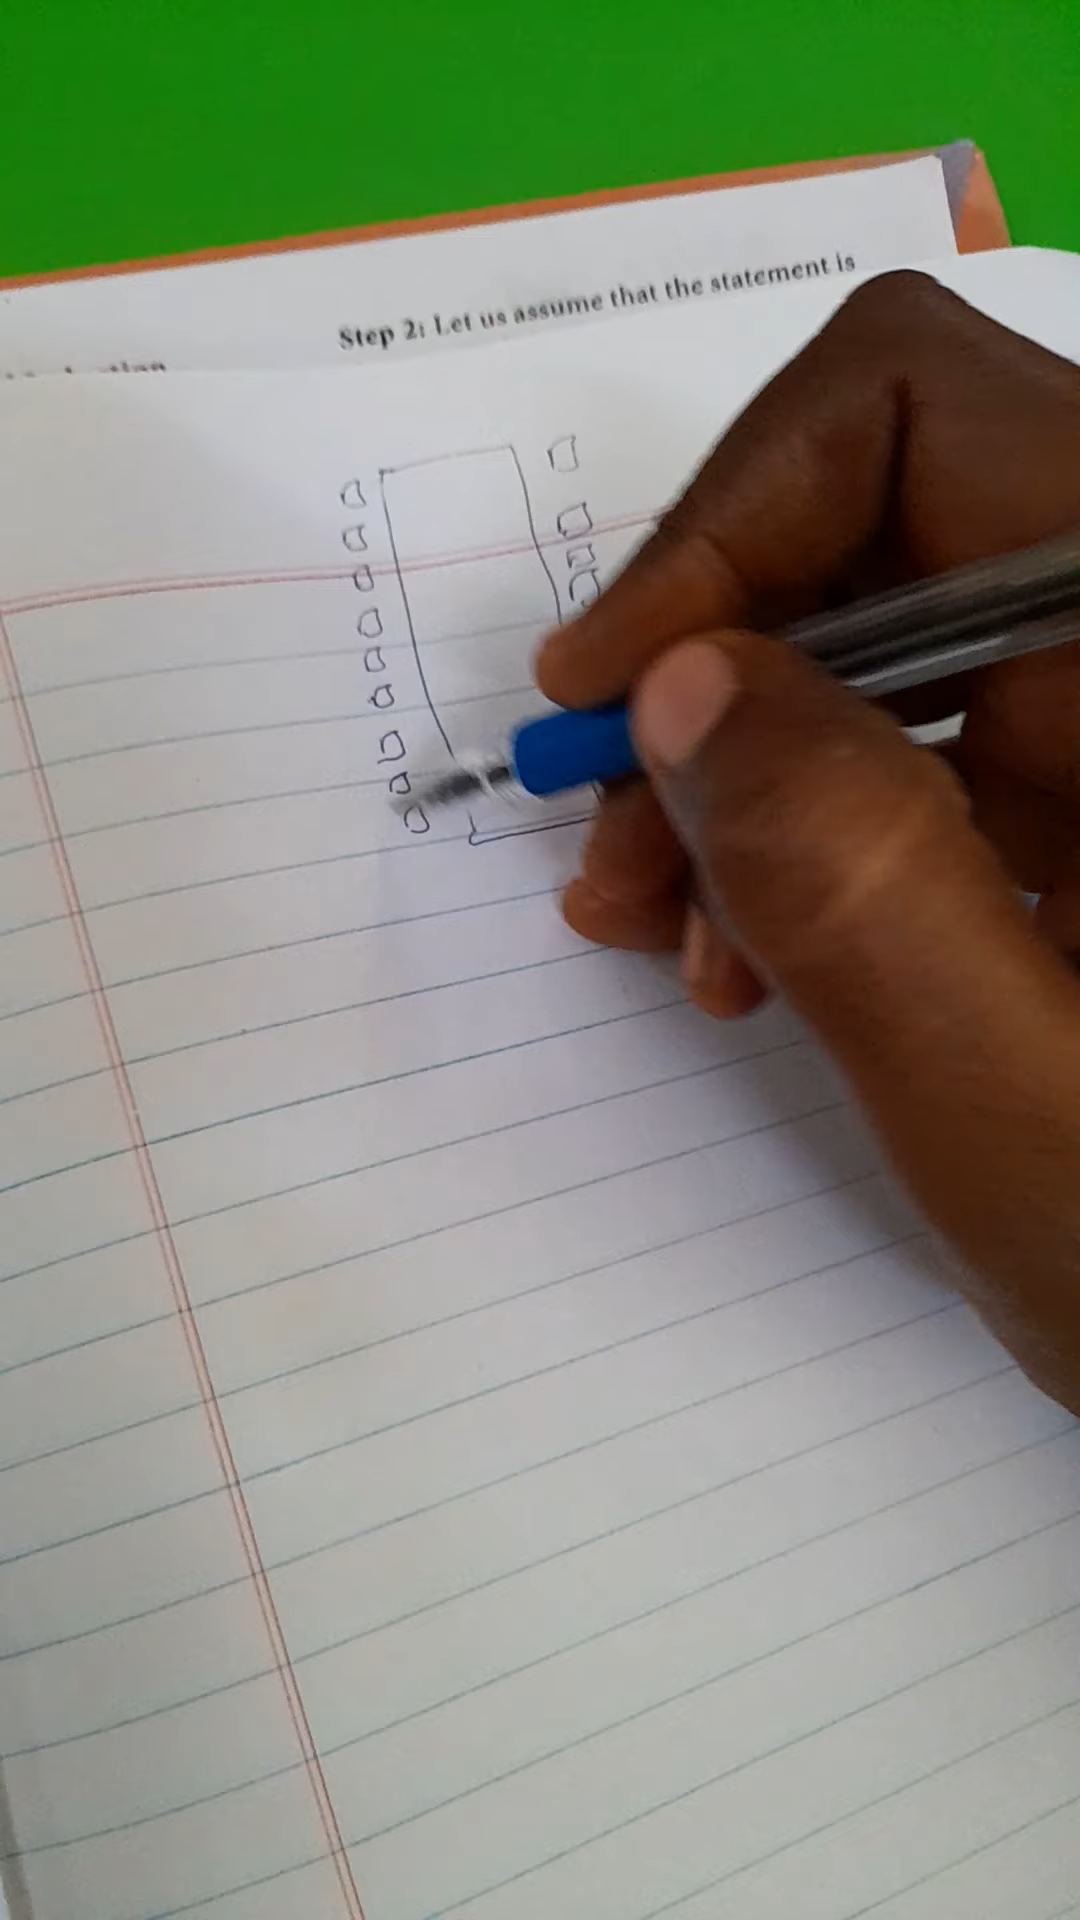 Step 2: Let us assume that the statement is